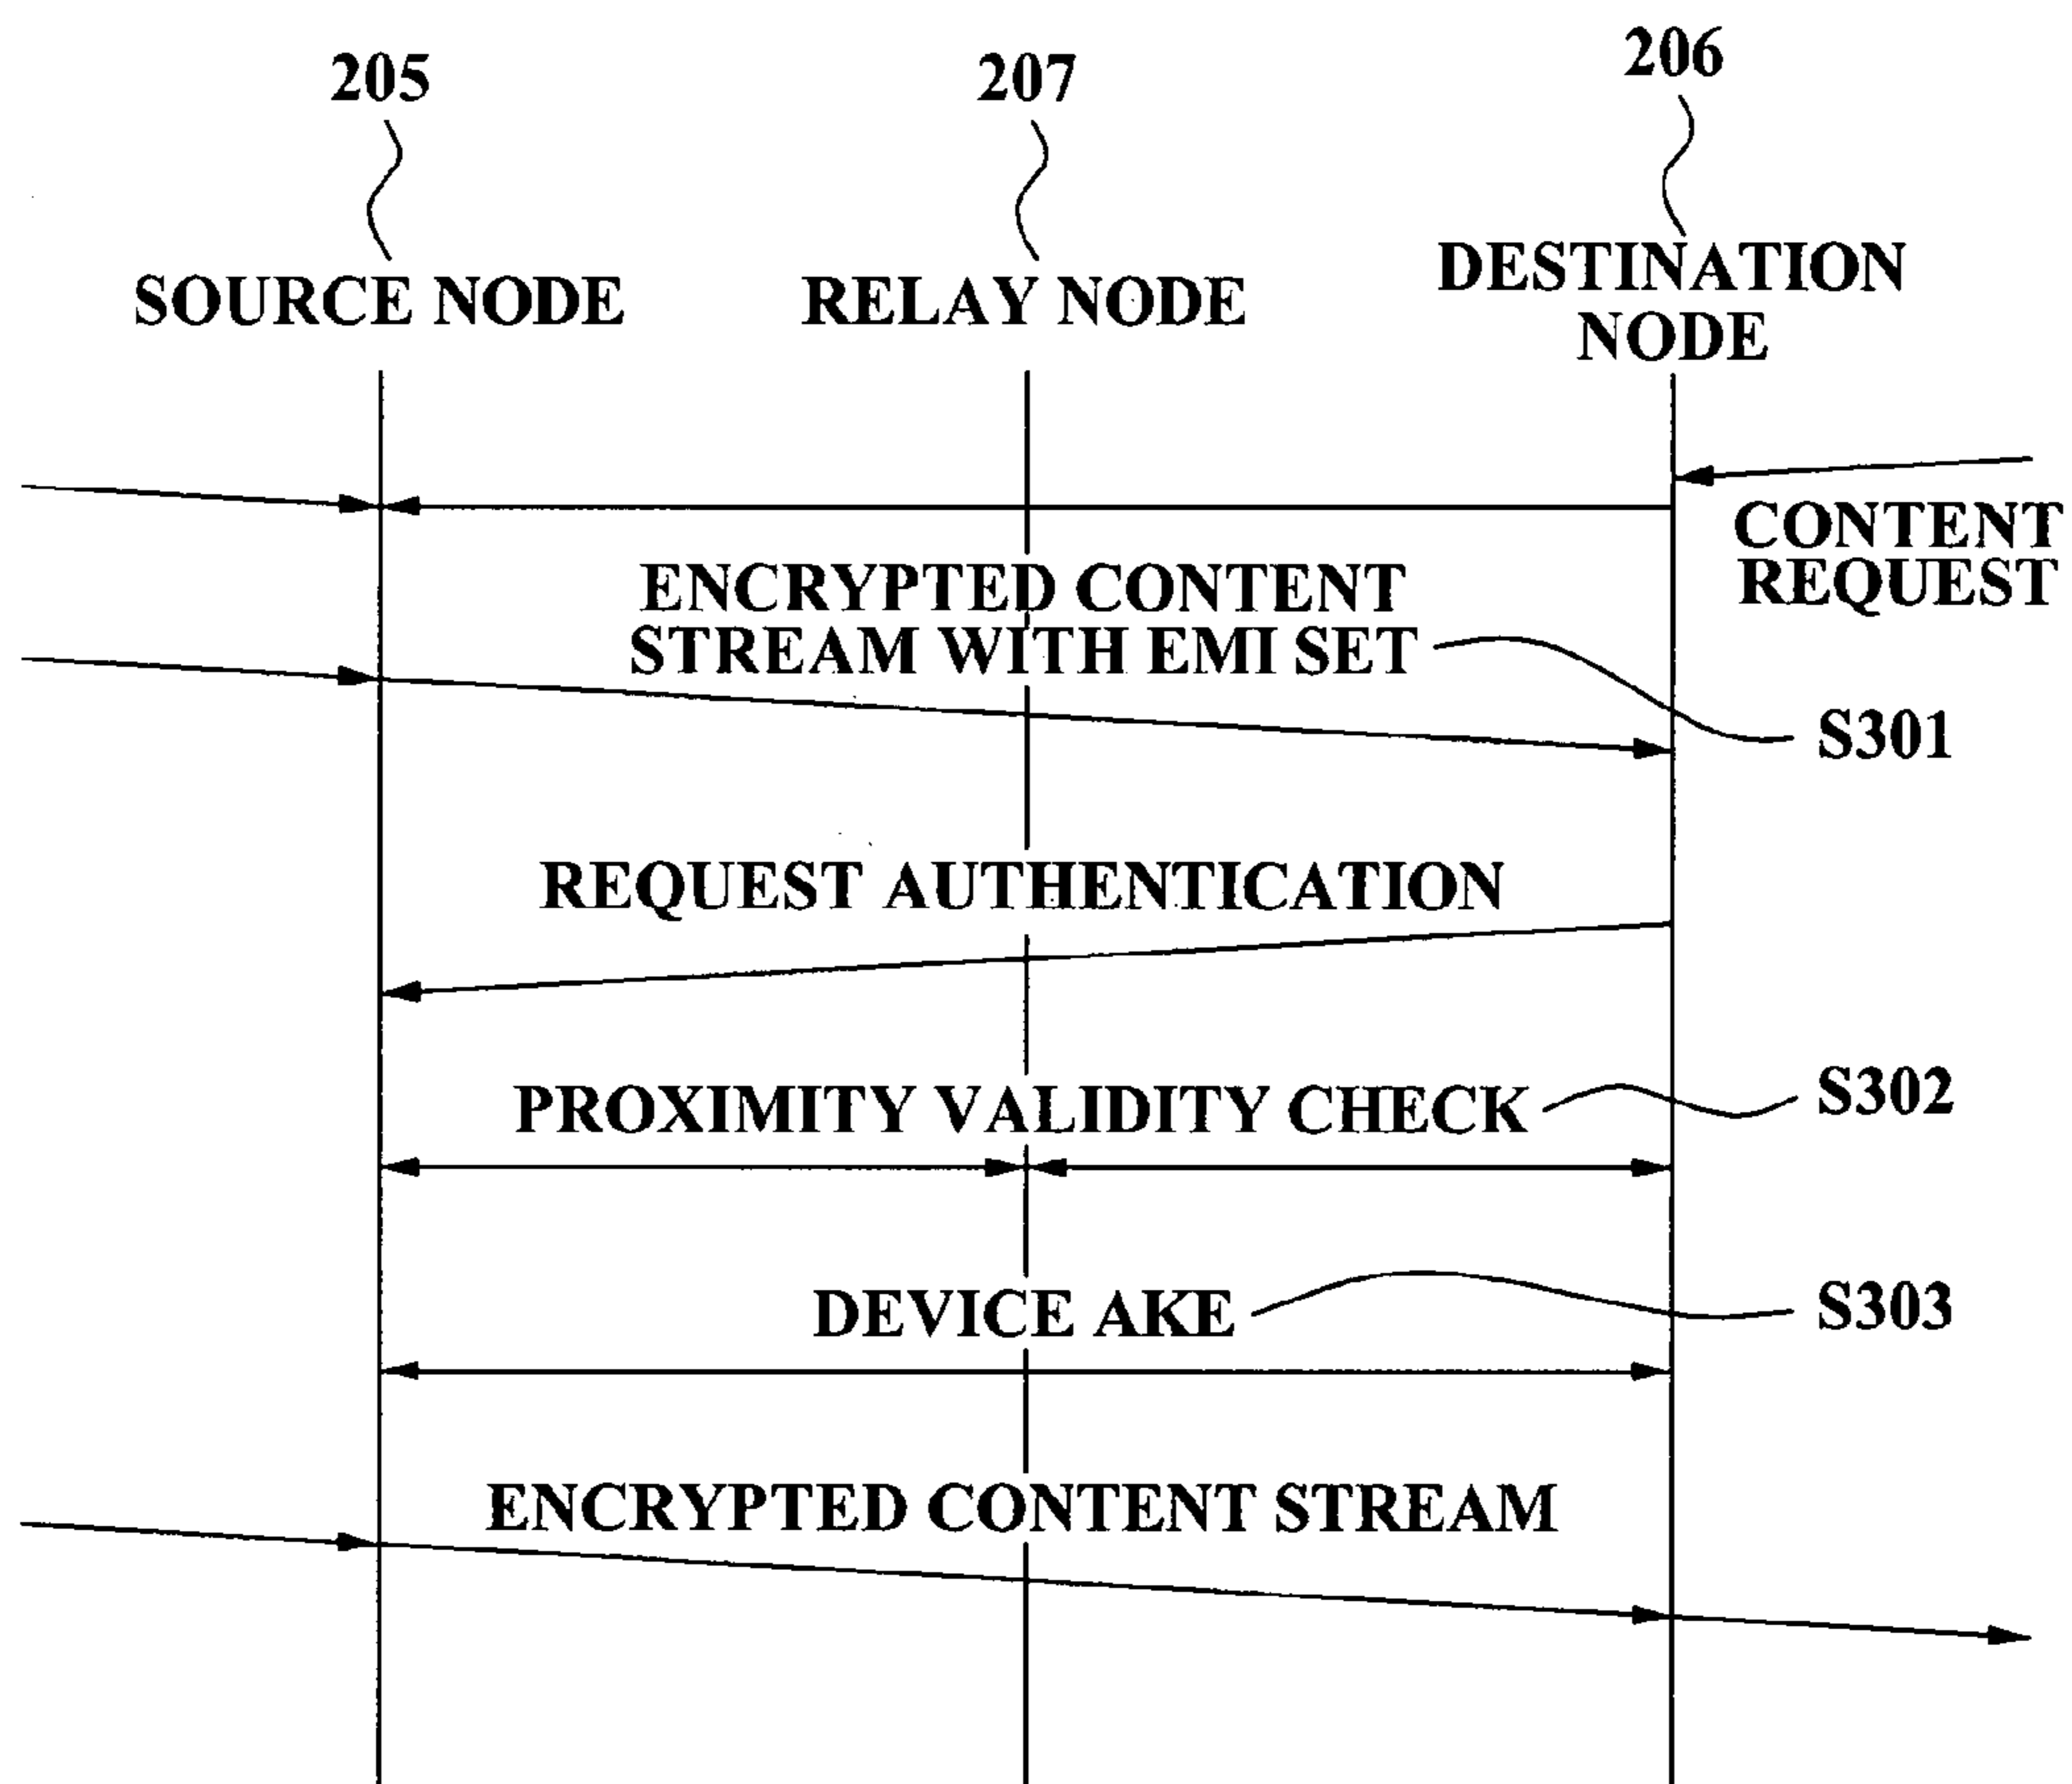 205
207
206
SOURCE NODE
RELAY NODE
DESTINATION
NODE
CONTENT
REQUEST
ENCRYPTED CONTENT
STREAM WITH EMI SET
S301
REQUEST AUTHENTICATION
PROXIMITY VALIDITY CHECK
S302
DEVICE AKE
S303
ENCRYPTED CONTENT STREAM